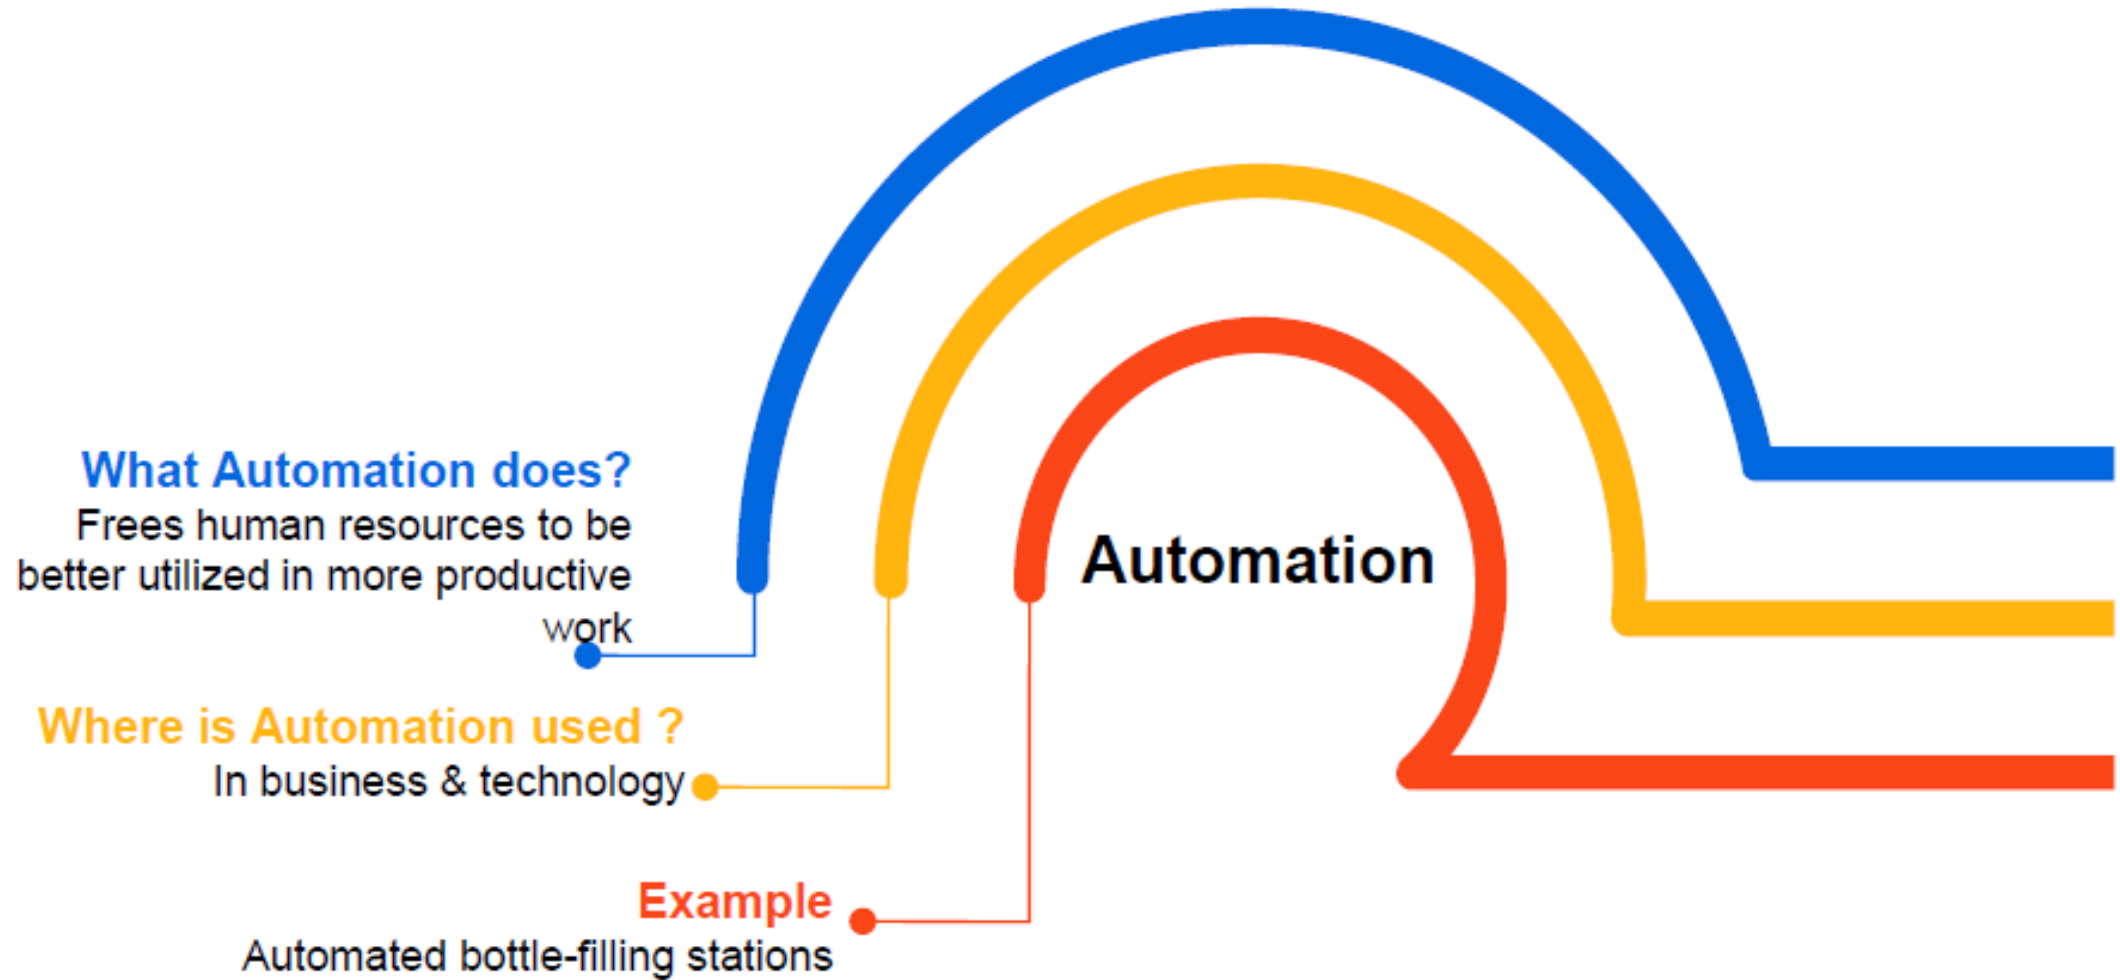 What Automation does?
Frees human resources to be
better utilized in more productive
work
Automation
Where is Automation used ?
In business & technology
Example
Automated bottle-filling stations